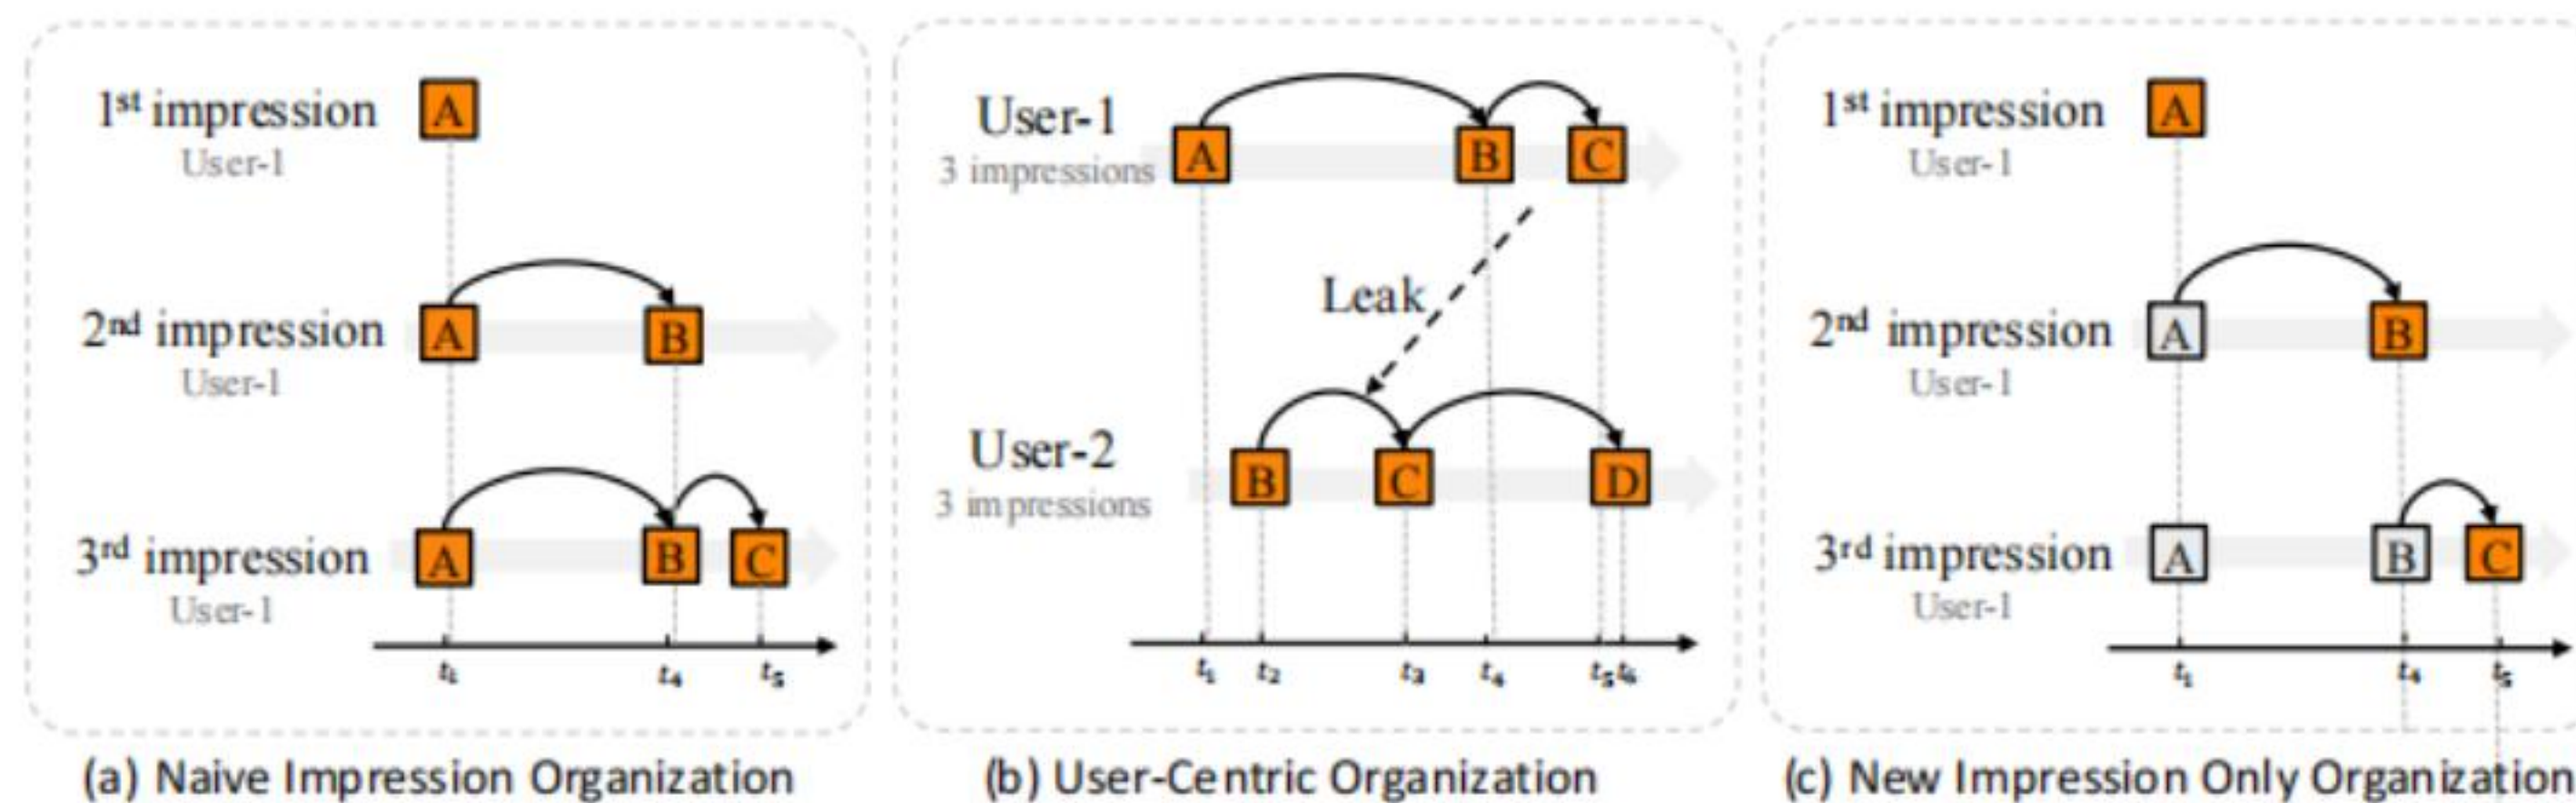 1st impression
User-1
A
2nd impression
User-1
A B
3rd impression
User-1
A B C
t1 t4 t5
(a) Naive Impression Organization
User-1
3 impressions
A B C
Leak
User-2
3 impressions
B C D
t1 t2 t3 t4 t5 t6
(b) User-Centric Organization
1st impression
User-1
A
2nd impression
User-1
A B
3rd impression
User-1
A B C
t1 t4 t5
(c) New Impression Only Organization